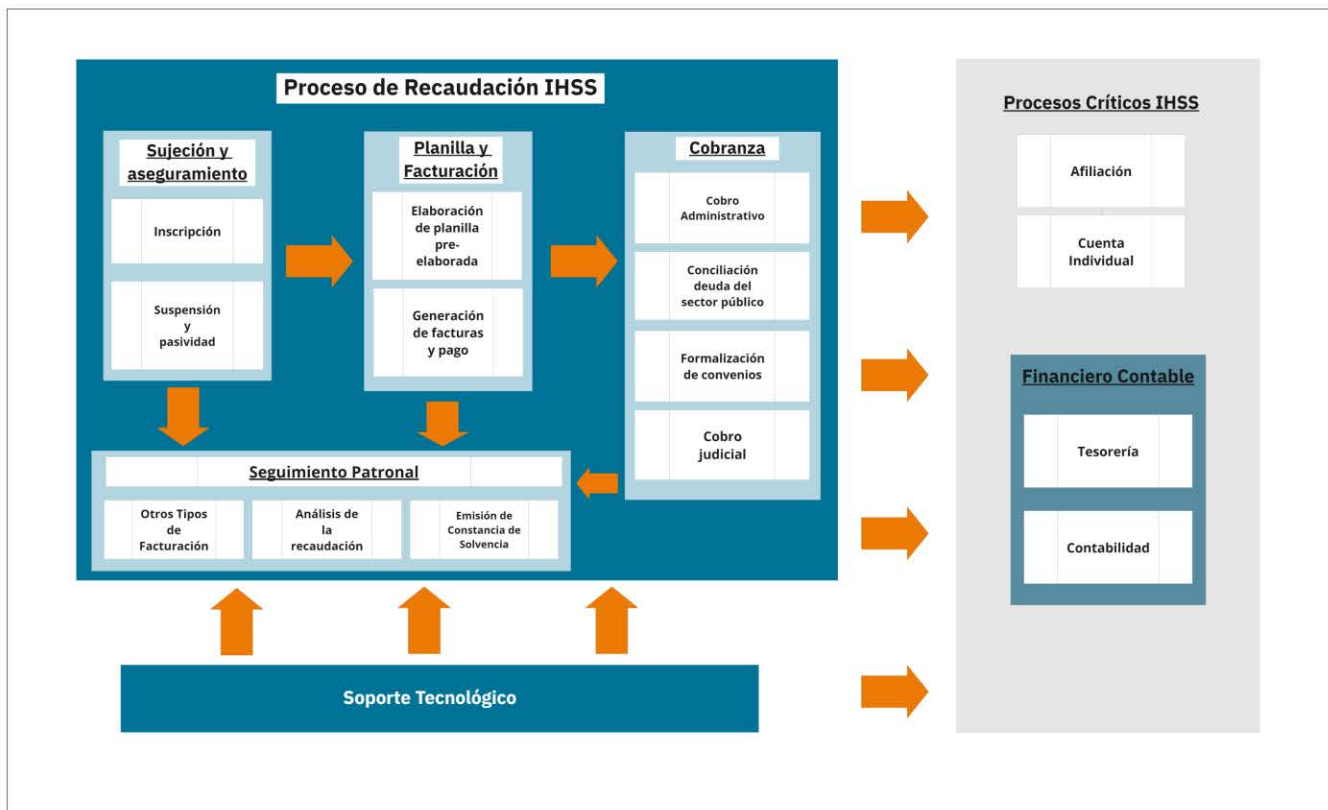 Proceso de Recaudación IHSS
Sujeción y
aseguramiento
Inscripción
Suspensión
y
pasividad
Planilla y
Facturación
Elaboración
de planilla
pre-
elaborada
Generación
de facturas
y pago
Cobranza
Cobro
Administrativo
Conciliación
deuda del
sector público
Formalización
de convenios
Cobro
judicial
Seguimiento Patronal
Otros Tipos
de
Facturación
Análisis de
la
recaudación
Emisión de
Constancia de
Solvencia
Soporte Tecnológico
Procesos Críticos IHSS
Afiliación
Cuenta
Individual
Financiero Contable
Tesorería
Contabilidad